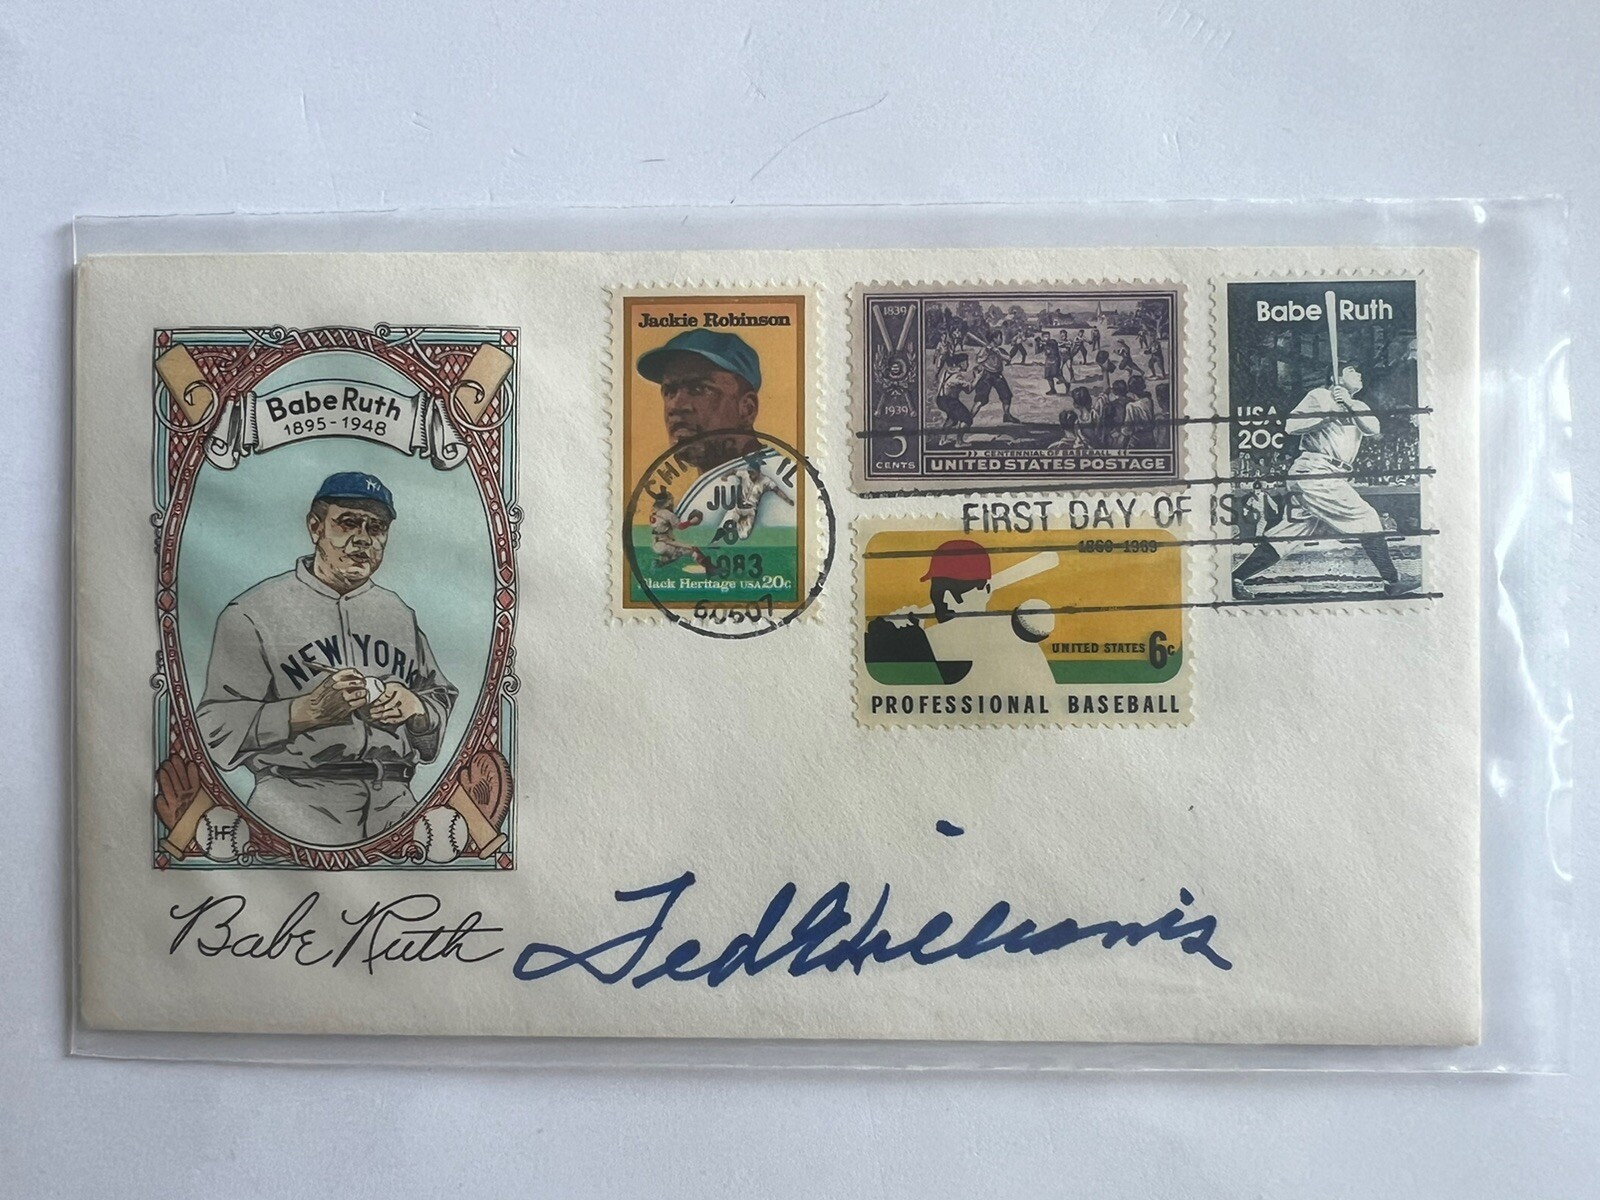 Babe Ruth
1895-1948
NEW YORK
HF
Babe Ruth
Jackie Robinson
Black Heritage USA 20c
JUL
8
1983
60607
1839
1939
3
CENTS
CENTENNIAL OF BASEBALL
UNITED STATES POSTAGE
Babe Ruth
USA
20c
FIRST DAY OF ISSUE
1869-1969
UNITED STATES 6c
PROFESSIONAL BASEBALL
Ted Williams